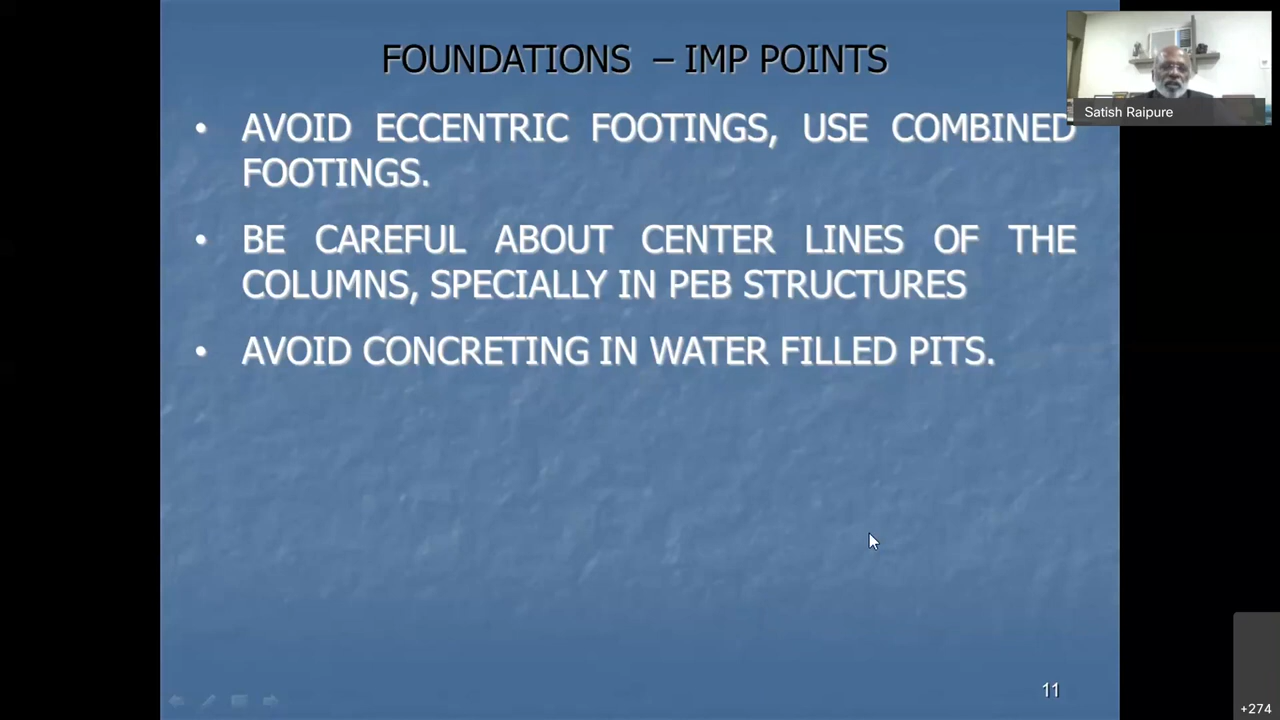 FOUNDATIONS – IMP POINTS
Satish Raipure
• AVOID ECCENTRIC FOOTINGS, USE COMBINED
FOOTINGS.
• BE CAREFUL ABOUT CENTER LINES OF THE
COLUMNS, SPECIALLY IN PEB STRUCTURES
• AVOID CONCRETING IN WATER FILLED PITS.
11
+274